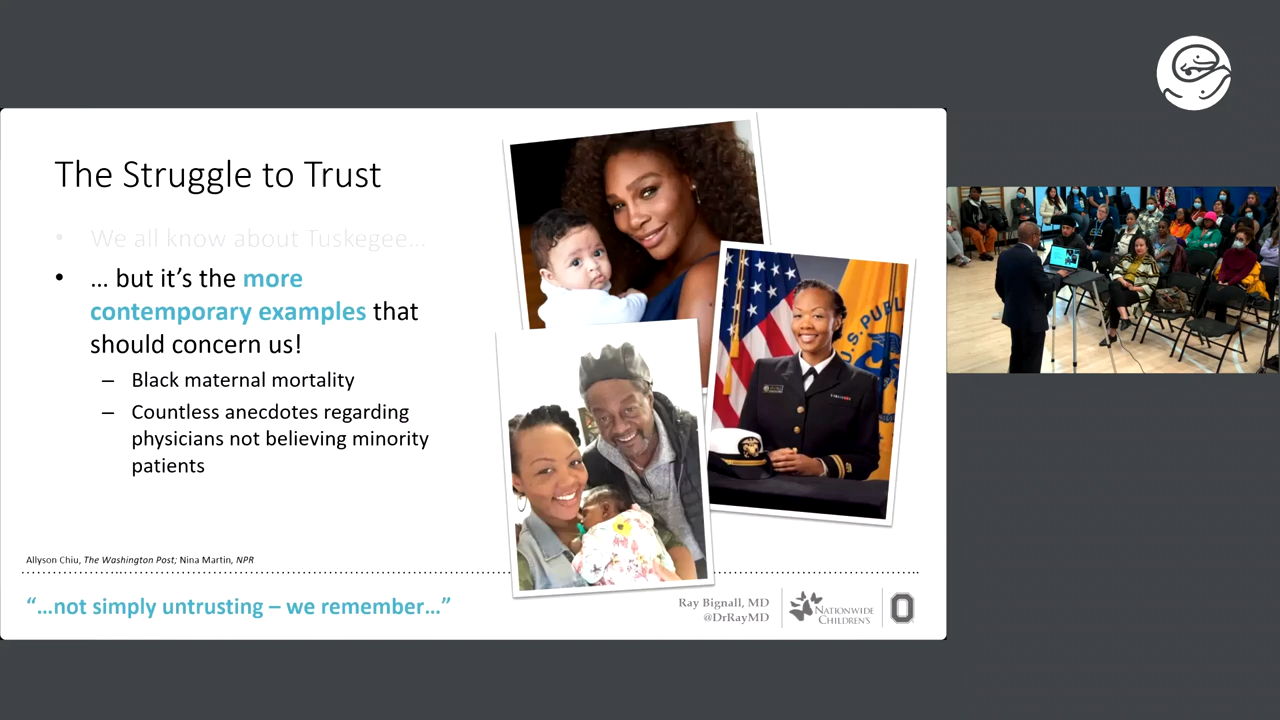 The Struggle to Trust
• We all know about Tuskegee...
• ... but it's the more
contemporary examples that
should concern us!
– Black maternal mortality
– Countless anecdotes regarding
physicians not believing minority
patients
U.S. PUBL
Allyson Chiu, The Washington Post; Nina Martin, NPR
"...not simply untrusting – we remember..."
Ray Bignall, MD
@DrRayMD
NATIONWIDE
CHILDREN'S